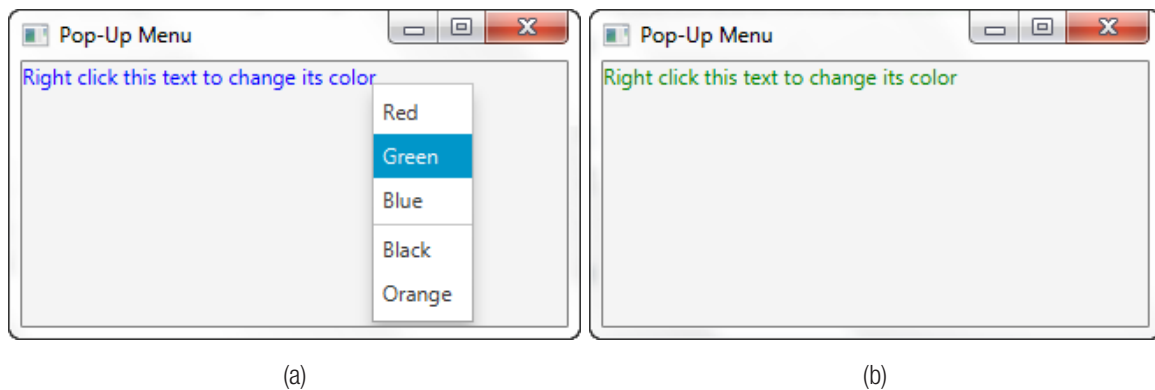 Pop-Up Menu
Right click this text to change its color
Red
Green
Blue
Black
Orange
(a)
Pop-Up Menu
Right click this text to change its color
(b)